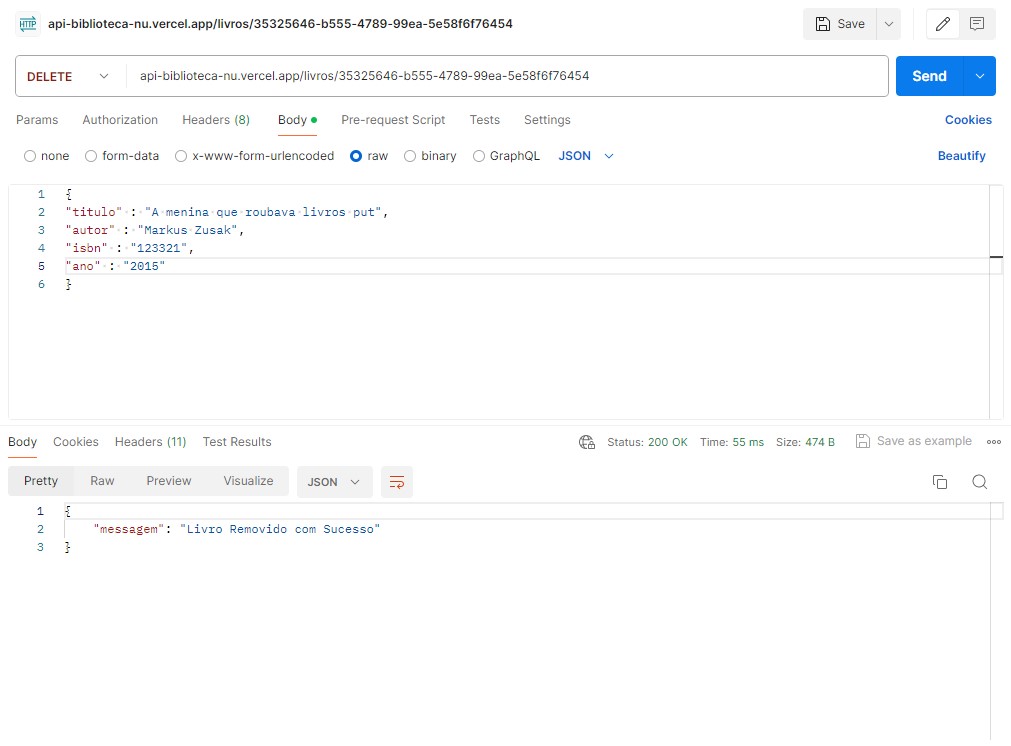 HTTP api-biblioteca-nu.vercel.app/livros/35325646-b555-4789-99ea-5e58f6f76454 Save
DELETE api-biblioteca-nu.vercel.app/livros/35325646-b555-4789-99ea-5e58f6f76454 Send
Params Authorization Headers (8) Body Pre-request Script Tests Settings Cookies
none form-data x-www-form-urlencoded raw binary GraphQL JSON Beautify
1 {
2 "titulo" : "A menina que roubava livros put",
3 "autor" : "Markus Zusak",
4 "isbn" : "123321",
5 "ano" : "2015"
6 }
Body Cookies Headers (11) Test Results Status: 200 OK Time: 55 ms Size: 474 B Save as example
Pretty Raw Preview Visualize JSON
1 {
2 "messagem": "Livro Removido com Sucesso"
3 }